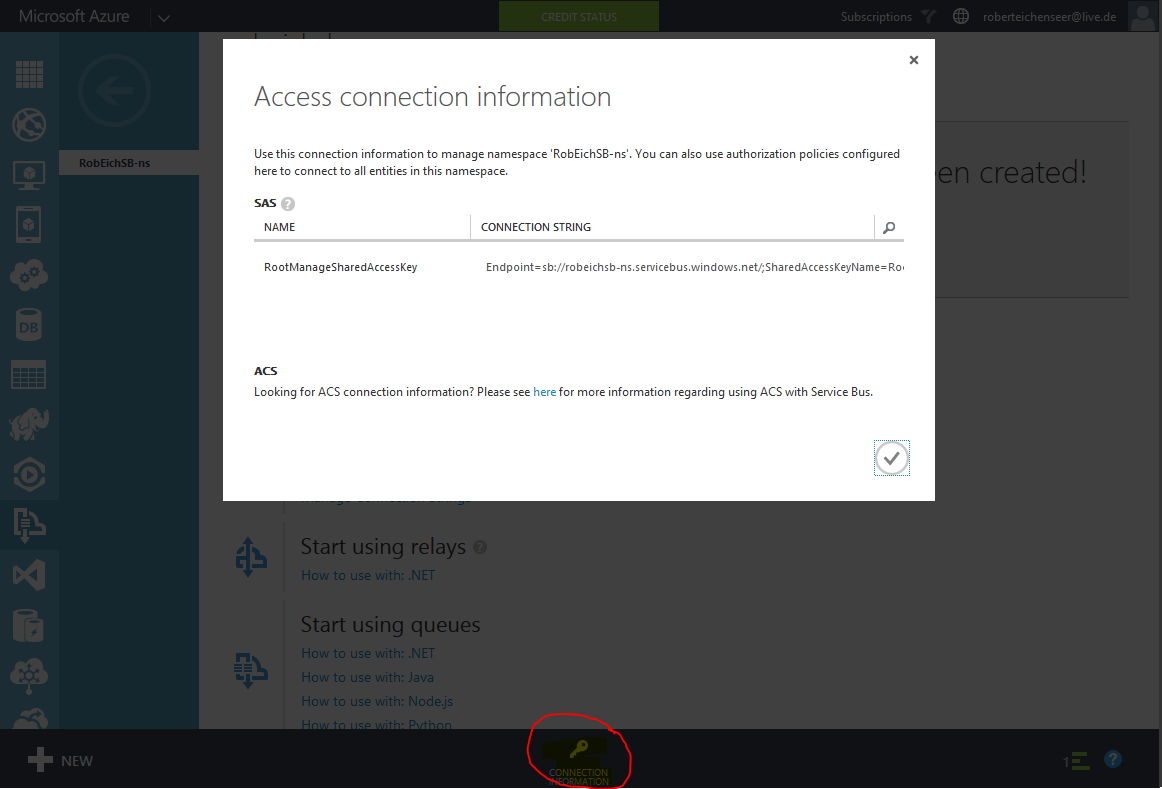 Microsoft Azure
CREDIT STATUS
Subscriptions
roberteichenseer@live.de
RobEichSB-ns
Access connection information
Use this connection information to manage namespace 'RobEichSB-ns'. You can also use authorization policies configured
here to connect to all entities in this namespace.
SAS ?
NAME
CONNECTION STRING
RootManageSharedAccessKey
Endpoint=sb://robeichsb-ns.servicebus.windows.net/;SharedAccessKeyName=Roo
ACS
Looking for ACS connection information? Please see here for more information regarding using ACS with Service Bus.
en created!
DB
Start using relays ?
How to use with: .NET
Start using queues
How to use with: .NET
How to use with: Java
How to use with: Node.js
How to use with: Python
NEW
CONNECTION
INFORMATION
1
?